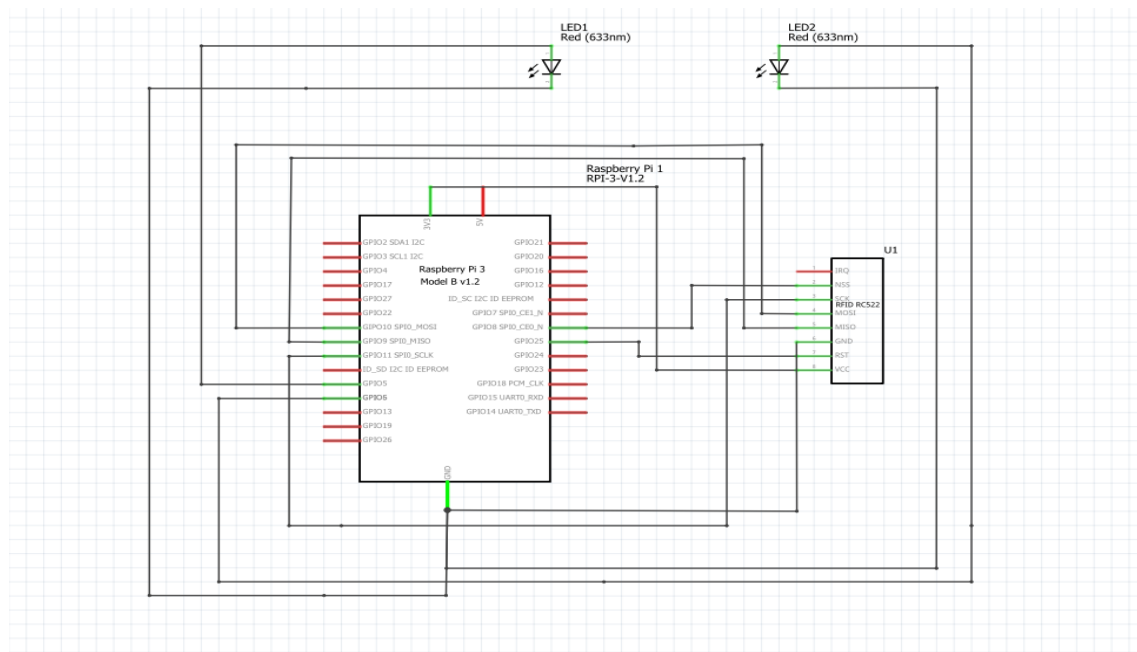 LED1
Red (633nm)
LED2
Red (633nm)
Raspberry Pi 1
RPI-3-V1.2
3V3
5V
GPIO2 SDA1 I2C
GPIO3 SCL1 I2C
GPIO4
GPIO17
GPIO27
GPIO22
GIPO10 SPI0_MOSI
GPIO9 SPI0_MISO
GPIO11 SPI0_SCLK
ID_SD I2C ID EEPROM
GPIO5
GPIO6
GPIO13
GPIO19
GPIO26
Raspberry Pi 3
Model B v1.2
GPIO21
GPIO20
GPIO16
GPIO12
ID_SC I2C ID EEPROM
GPIO7 SPI0_CE1_N
GPIO8 SPI0_CE0_N
GPIO25
GPIO24
GPIO23
GPIO18 PCM_CLK
GPIO15 UART0_RXD
GPIO14 UART0_TXD
GND
U1
IRQ
NSS
SCK
RFID RC522
MOSI
MISO
GND
RST
VCC